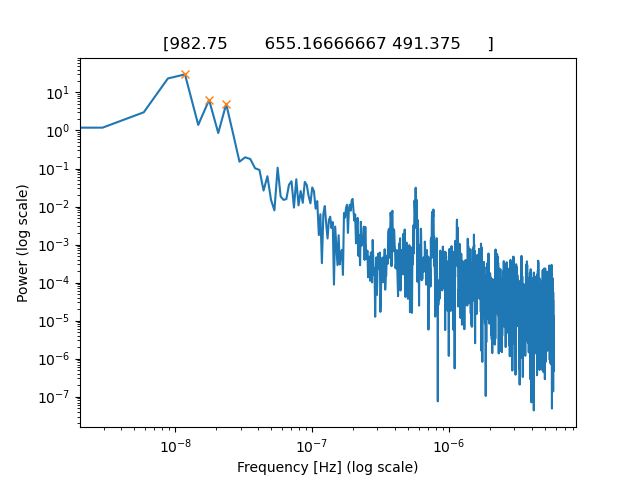 [982.75 655.16666667 491.375 ]
Power (log scale)
10¹
10⁰
10⁻¹
10⁻²
10⁻³
10⁻⁴
10⁻⁵
10⁻⁶
10⁻⁷
10⁻⁸ 10⁻⁷ 10⁻⁶
Frequency [Hz] (log scale)